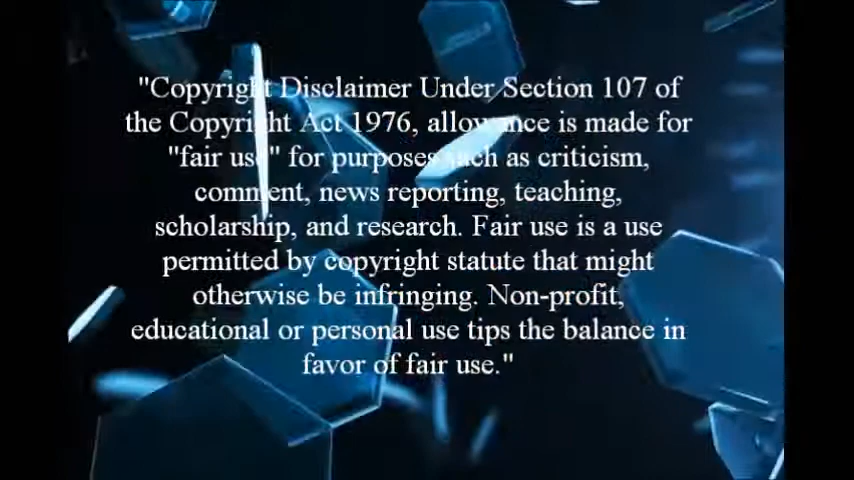 "Copyright Disclaimer Under Section 107 of
the Copyright Act 1976, allowance is made for
"fair use" for purposes such as criticism,
comment, news reporting, teaching,
scholarship, and research. Fair use is a use
permitted by copyright statute that might
otherwise be infringing. Non-profit,
educational or personal use tips the balance in
favor of fair use."